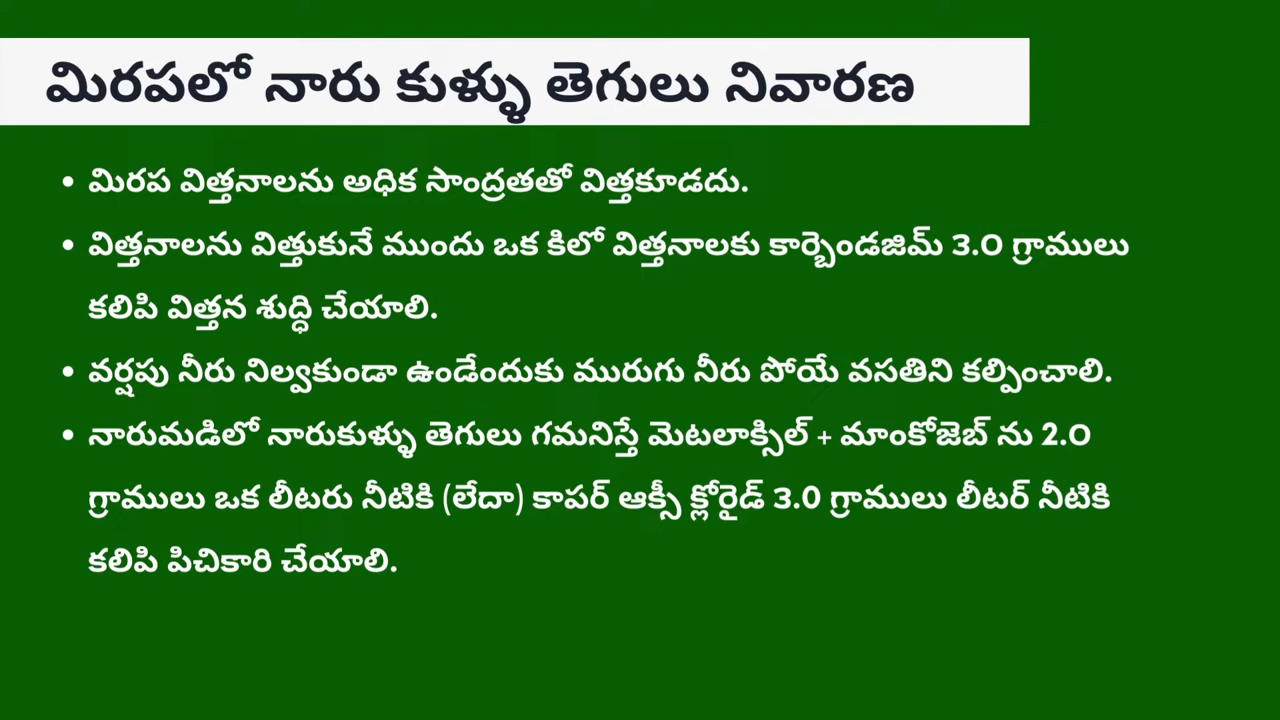 మిరపలో నారు కుళ్ళు తెగులు నివారణ
• మిరప విత్తనాలను అధిక సాంద్రతతో విత్తకూడదు.
• విత్తనాలను విత్తుకునే ముందు ఒక కిలో విత్తనాలకు కార్బెండజిమ్ 3.0 గ్రాములు
కలిపి విత్తన శుద్ధి చేయాలి.
• వర్షపు నీరు నిల్వకుండా ఉండేందుకు మురుగు నీరు పోయే వసతిని కల్పించాలి.
• నారుమడిలో నారుకుళ్ళు తెగులు గమనిస్తే మెటలాక్సిల్ + మాంకోజెబ్ ను 2.0
గ్రాములు ఒక లీటరు నీటికి (లేదా) కాపర్ ఆక్సీ క్లోరైడ్ 3.0 గ్రాములు లీటర్ నీటికి
కలిపి పిచికారి చేయాలి.